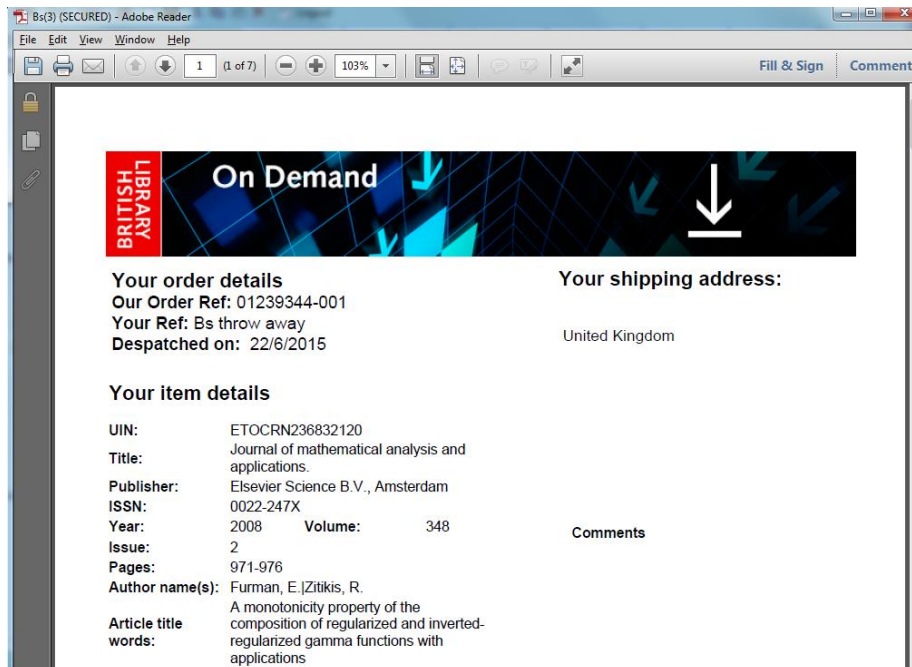 Bs(3) (SECURED) - Adobe Reader
File Edit View Window Help
1 (1 of 7) 103% Fill & Sign Comment
BRITISH
LIBRARY
On Demand
Your order details
Our Order Ref: 01239344-001
Your Ref: Bs throw away
Despatched on: 22/6/2015
Your shipping address:
United Kingdom
Your item details
UIN: ETOCRN236832120
Title: Journal of mathematical analysis and
applications.
Publisher: Elsevier Science B.V., Amsterdam
ISSN: 0022-247X
Year: 2008 Volume: 348
Issue: 2
Pages: 971-976
Author name(s): Furman, E.|Zitikis, R.
Article title
words:
A monotonicity property of the
composition of regularized and inverted-
regularized gamma functions with
applications
Comments